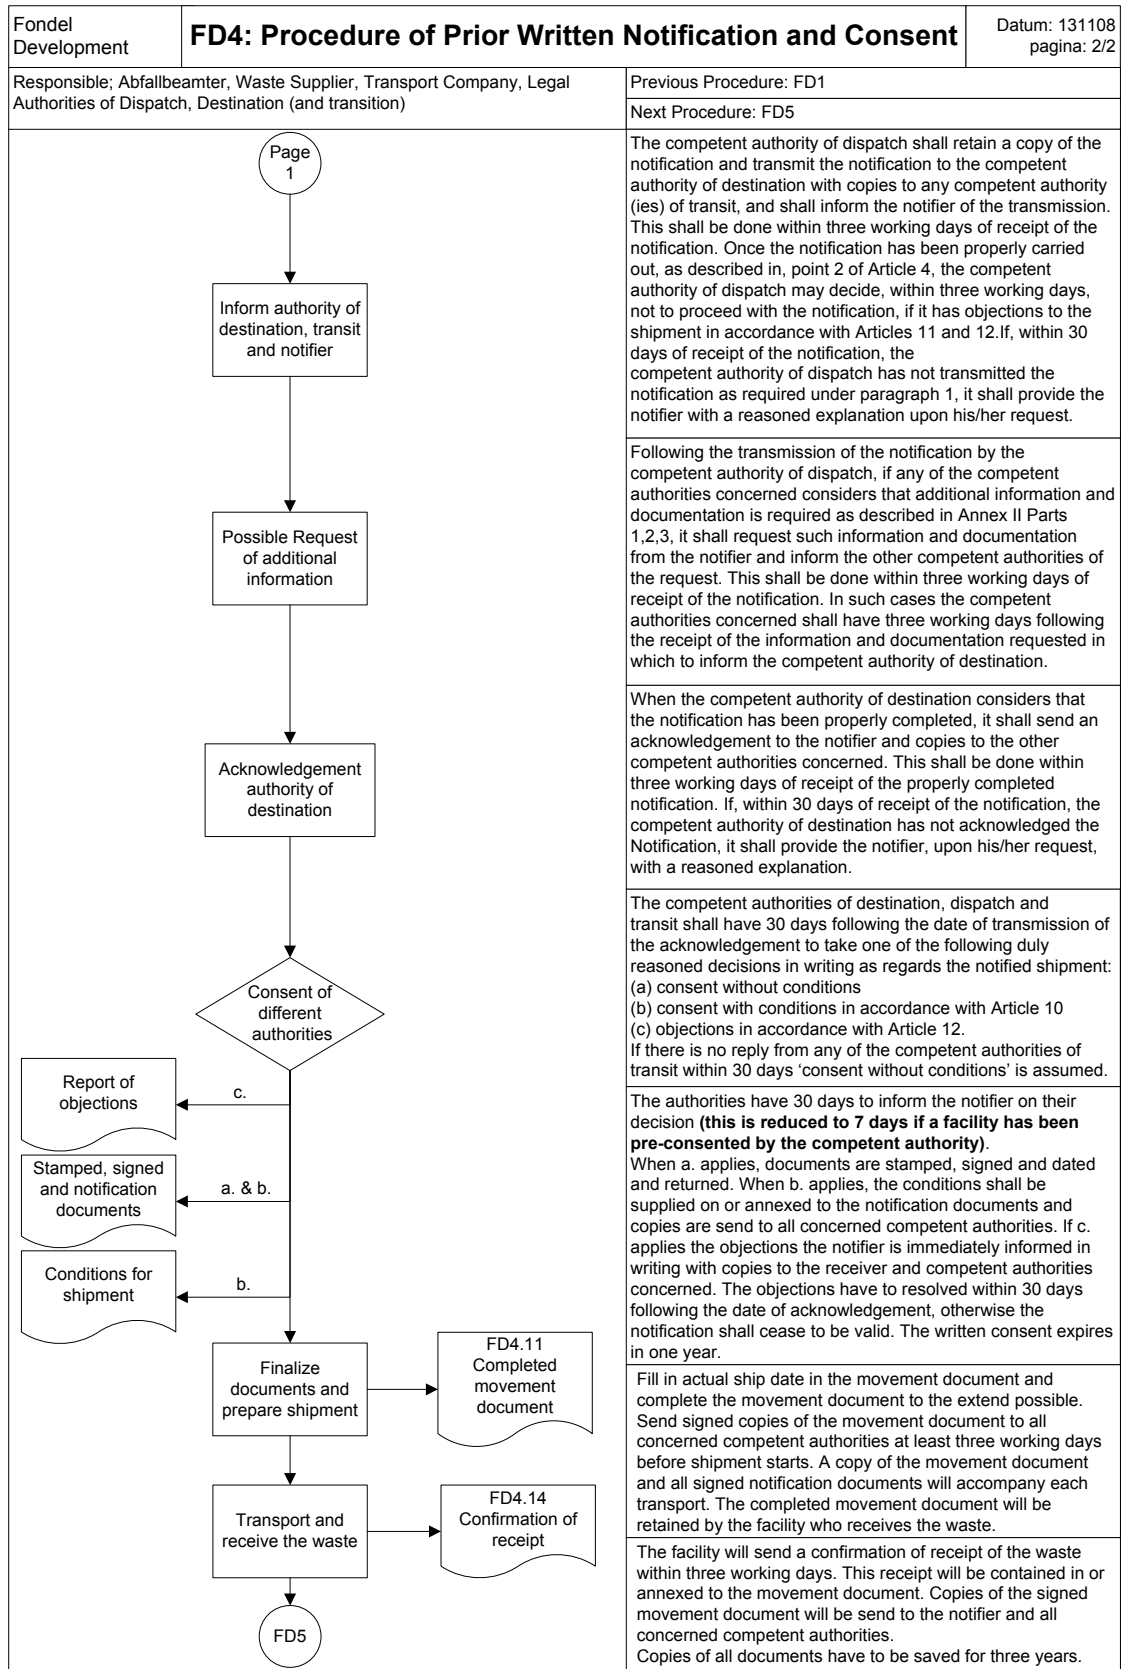 Fondel
Development
FD4: Procedure of Prior Written Notification and Consent
Datum: 131108
pagina: 2/2
Responsible; Abfallbeamter, Waste Supplier, Transport Company, Legal
Authorities of Dispatch, Destination (and transition)
Previous Procedure: FD1
Next Procedure: FD5
Page
1
The competent authority of dispatch shall retain a copy of the
notification and transmit the notification to the competent
authority of destination with copies to any competent authority
(ies) of transit, and shall inform the notifier of the transmission.
This shall be done within three working days of receipt of the
notification. Once the notification has been properly carried
out, as described in, point 2 of Article 4, the competent
authority of dispatch may decide, within three working days,
not to proceed with the notification, if it has objections to the
shipment in accordance with Articles 11 and 12.If, within 30
days of receipt of the notification, the
competent authority of dispatch has not transmitted the
notification as required under paragraph 1, it shall provide the
notifier with a reasoned explanation upon his/her request.
Inform authority of
destination, transit
and notifier
Following the transmission of the notification by the
competent authority of dispatch, if any of the competent
authorities concerned considers that additional information and
documentation is required as described in Annex II Parts
1,2,3, it shall request such information and documentation
from the notifier and inform the other competent authorities of
the request. This shall be done within three working days of
receipt of the notification. In such cases the competent
authorities concerned shall have three working days following
the receipt of the information and documentation requested in
which to inform the competent authority of destination.
Possible Request
of additional
information
When the competent authority of destination considers that
the notification has been properly completed, it shall send an
acknowledgement to the notifier and copies to the other
competent authorities concerned. This shall be done within
three working days of receipt of the properly completed
notification. If, within 30 days of receipt of the notification, the
competent authority of destination has not acknowledged the
Notification, it shall provide the notifier, upon his/her request,
with a reasoned explanation.
Acknowledgement
authority of
destination
The competent authorities of destination, dispatch and
transit shall have 30 days following the date of transmission of
the acknowledgement to take one of the following duly
reasoned decisions in writing as regards the notified shipment:
(a) consent without conditions
(b) consent with conditions in accordance with Article 10
(c) objections in accordance with Article 12.
If there is no reply from any of the competent authorities of
transit within 30 days ‘consent without conditions’ is assumed.
Consent of
different
authorities
Report of
objections
c.
Stamped, signed
and notification
documents
a. & b.
Conditions for
shipment
b.
The authorities have 30 days to inform the notifier on their
decision (this is reduced to 7 days if a facility has been
pre-consented by the competent authority).
When a. applies, documents are stamped, signed and dated
and returned. When b. applies, the conditions shall be
supplied on or annexed to the notification documents and
copies are send to all concerned competent authorities. If c.
applies the objections the notifier is immediately informed in
writing with copies to the receiver and competent authorities
concerned. The objections have to resolved within 30 days
following the date of acknowledgement, otherwise the
notification shall cease to be valid. The written consent expires
in one year.
Finalize
documents and
prepare shipment
FD4.11
Completed
movement
document
Fill in actual ship date in the movement document and
complete the movement document to the extend possible.
Send signed copies of the movement document to all
concerned competent authorities at least three working days
before shipment starts. A copy of the movement document
and all signed notification documents will accompany each
transport. The completed movement document will be
retained by the facility who receives the waste.
Transport and
receive the waste
FD4.14
Confirmation of
receipt
The facility will send a confirmation of receipt of the waste
within three working days. This receipt will be contained in or
annexed to the movement document. Copies of the signed
movement document will be send to the notifier and all
concerned competent authorities.
Copies of all documents have to be saved for three years.
FD5